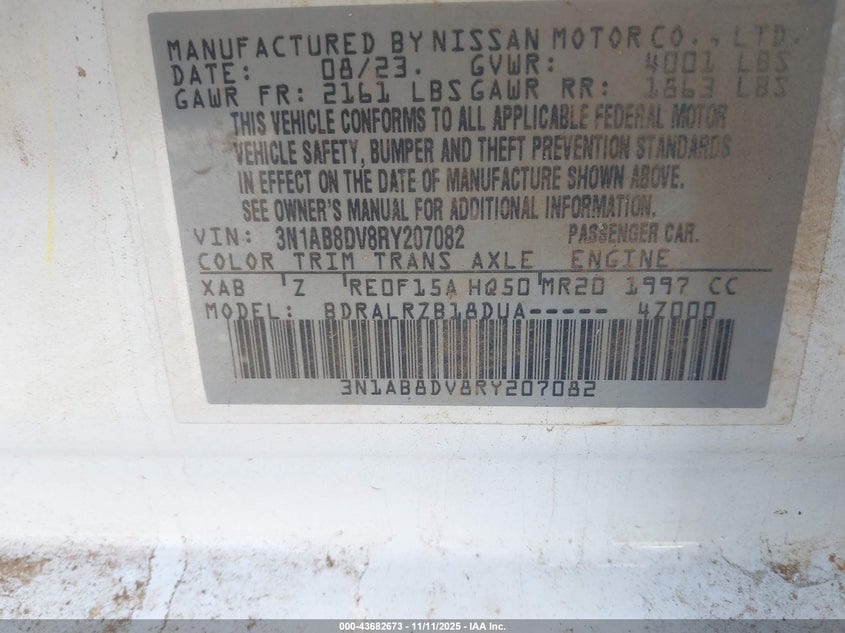 MANUFACTURED BY NISSAN MOTOR CO., LTD.
DATE: 08/23. GVWR: 4001 LBS
GAWR FR: 2161 LBS GAWR RR: 1863 LBS
THIS VEHICLE CONFORMS TO ALL APPLICABLE FEDERAL MOTOR
VEHICLE SAFETY, BUMPER AND THEFT PREVENTION STANDARDS
IN EFFECT ON THE DATE OF MANUFACTURE SHOWN ABOVE.
SEE OWNER'S MANUAL FOR ADDITIONAL INFORMATION.
VIN: 3N1AB8DV8RY207082 PASSENGER CAR.
COLOR TRIM TRANS AXLE ENGINE
XAB Z RE0F15A HQ50 MR20 1997 CC
MODEL: BDRALRZB18DUA----- 4Z000
3N1AB8DV8RY207082
000-43682673 - 11/11/2025 - IAA Inc.